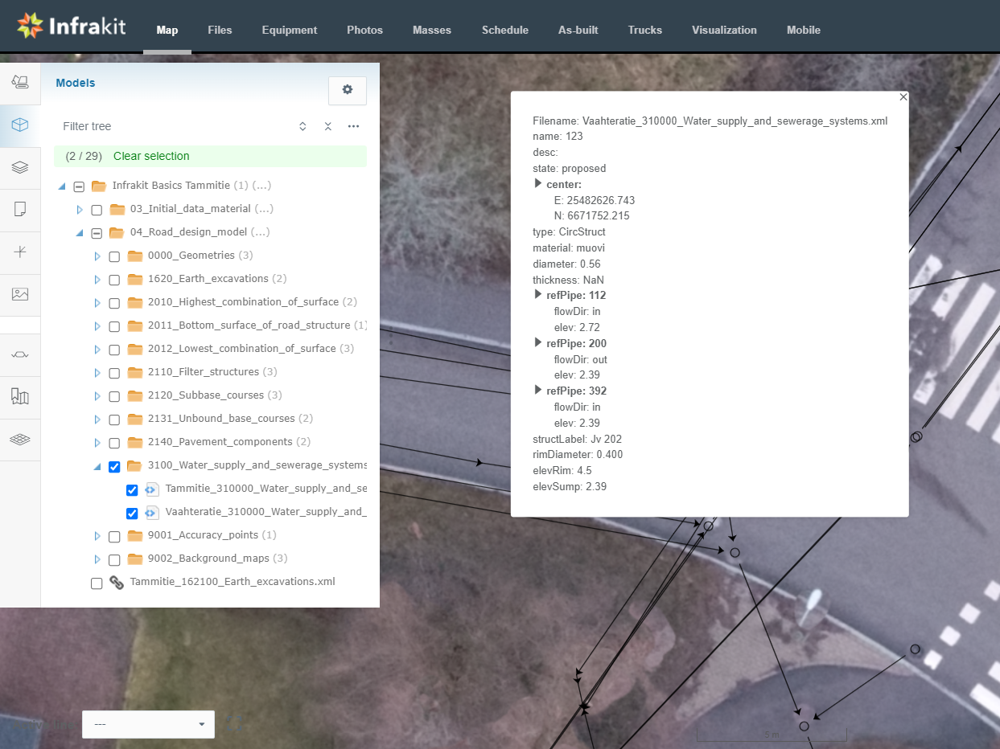 Infrakit
Map Files Equipment Photos Masses Schedule As-built Trucks Visualization Mobile
Models
Filter tree
(2 / 29) Clear selection
Infrakit Basics Tammitie (1) (...)
03_Initial_data_material (...)
04_Road_design_model (...)
0000_Geometries (3)
1620_Earth_excavations (2)
2010_Highest_combination_of_surface (2)
2011_Bottom_surface_of_road_structure (1)
2012_Lowest_combination_of_surface (3)
2110_Filter_structures (3)
2120_Subbase_courses (3)
2131_Unbound_base_courses (2)
2140_Pavement_components (2)
3100_Water_supply_and_sewerage_systems
Tammitie_310000_Water_supply_and_se
Vaahteratie_310000_Water_supply_and_
9001_Accuracy_points (1)
9002_Background_maps (3)
Tammitie_162100_Earth_excavations.xml
---
Filename: Vaahteratie_310000_Water_supply_and_sewerage_systems.xml
name: 123
desc:
state: proposed
center:
E: 25482626.743
N: 6671752.215
type: CircStruct
material: muovi
diameter: 0.56
thickness: NaN
refPipe: 112
flowDir: in
elev: 2.72
refPipe: 200
flowDir: out
elev: 2.39
refPipe: 392
flowDir: in
elev: 2.39
structLabel: Jv 202
rimDiameter: 0.400
elevRim: 4.5
elevSump: 2.39
5 m